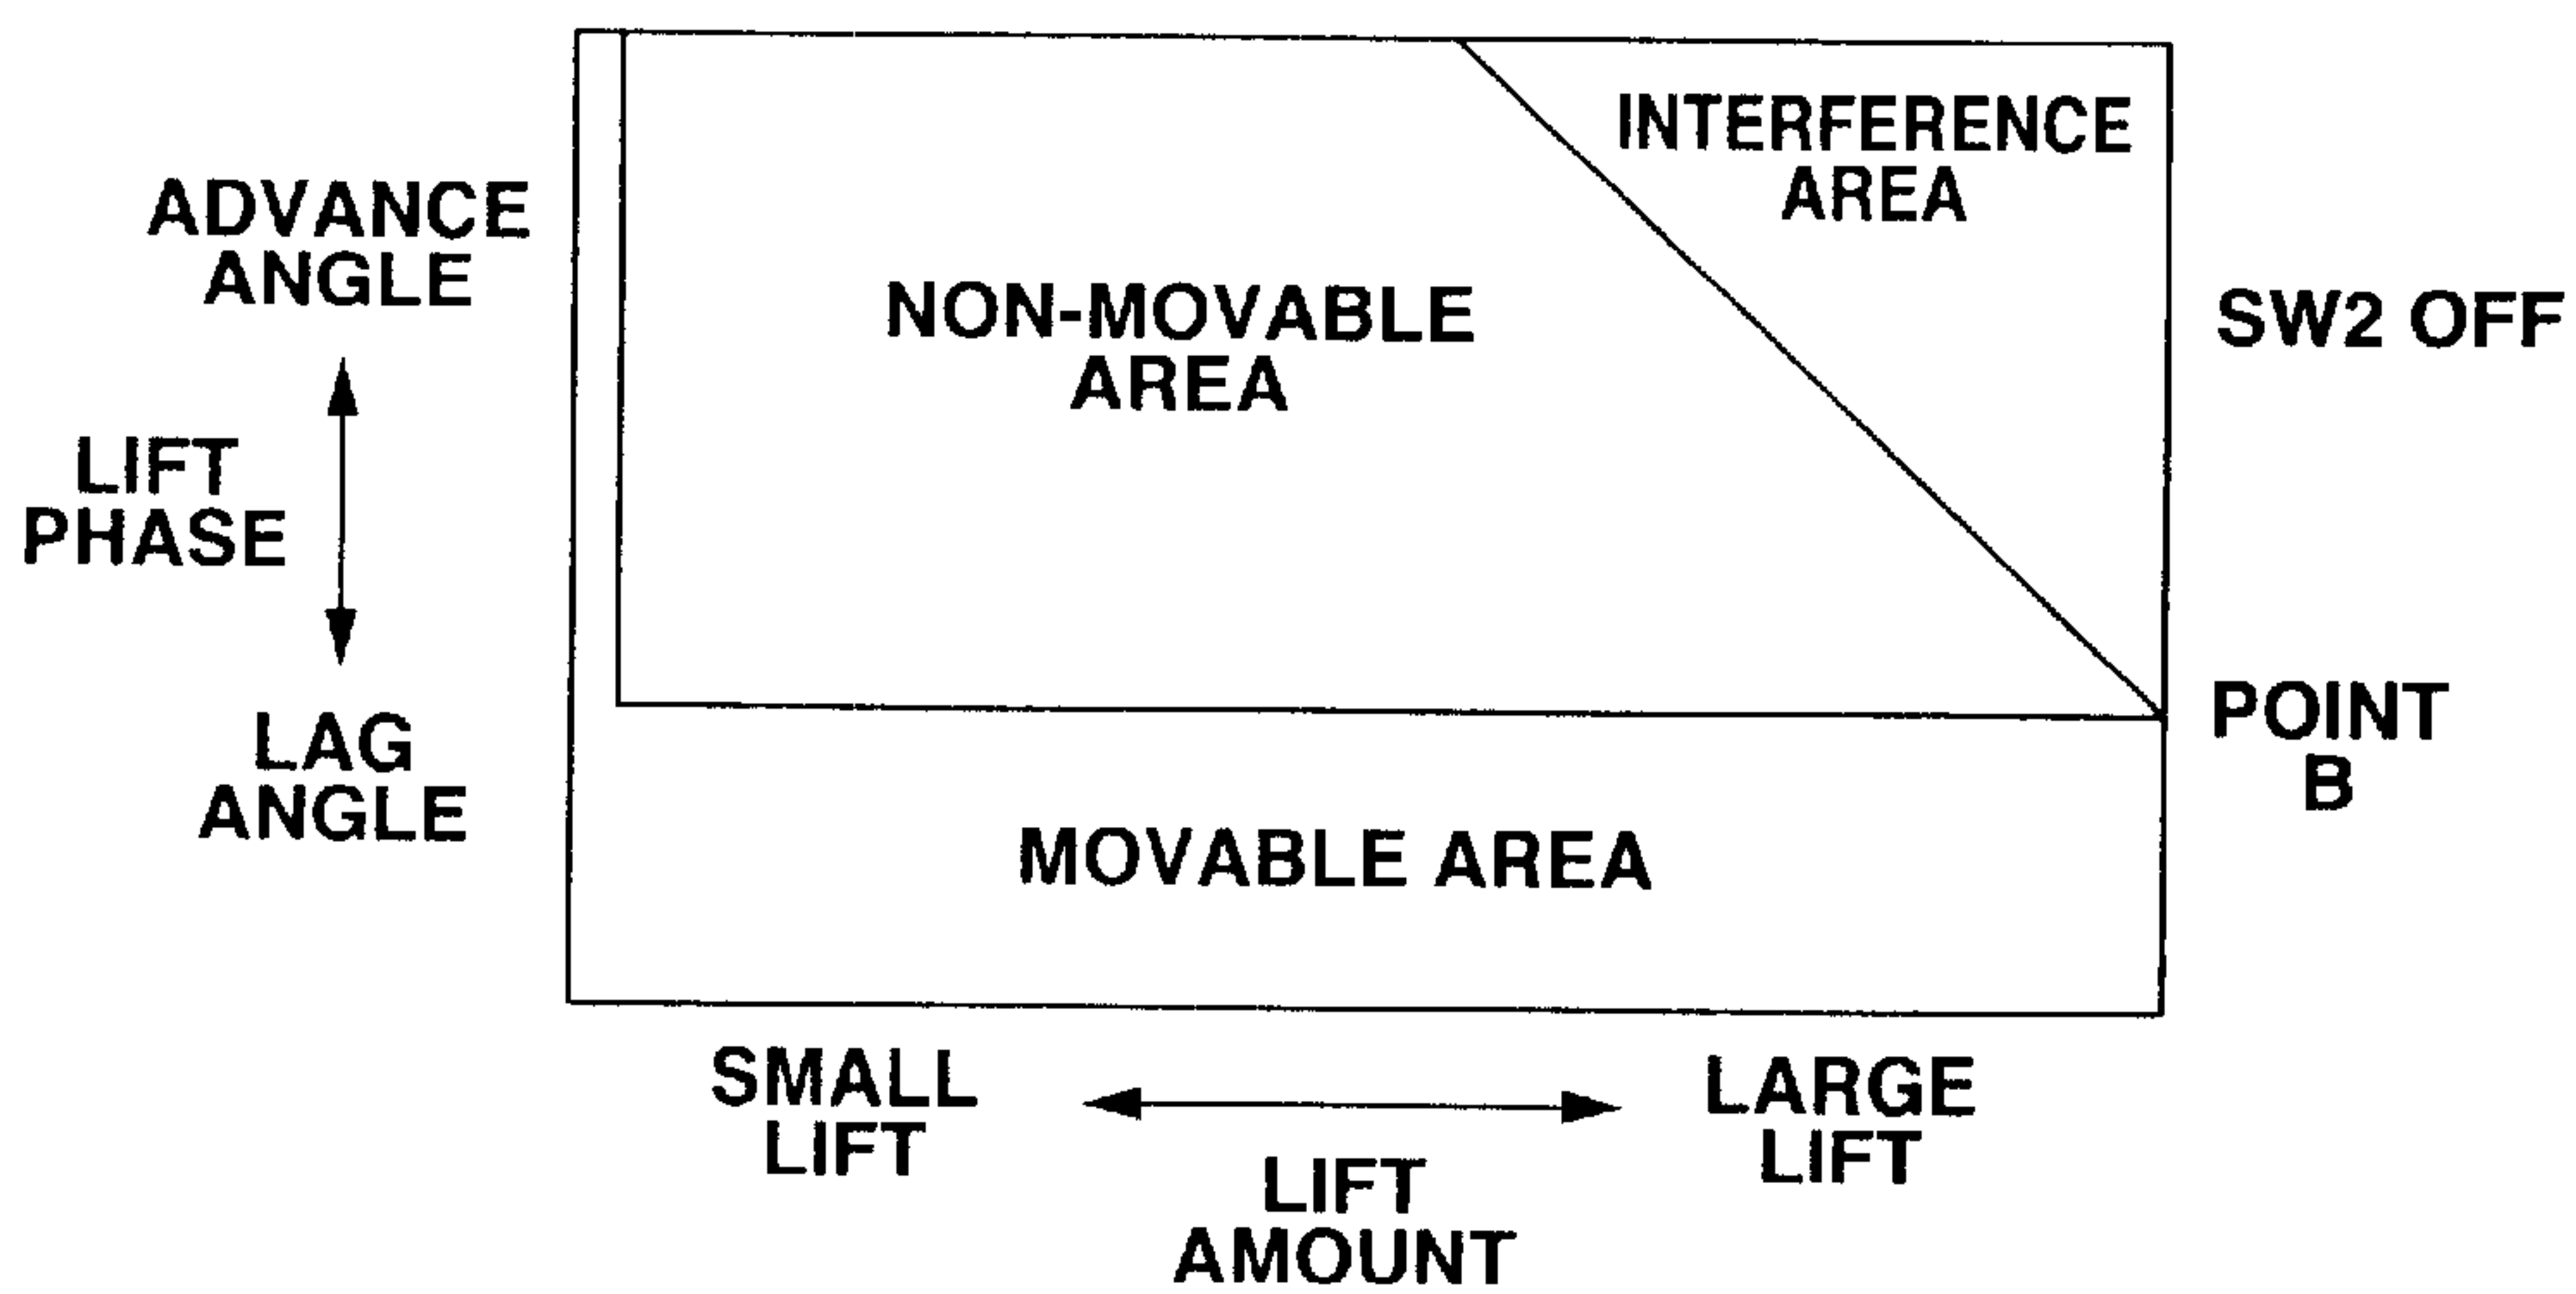 INTERFERENCE
AREA
ADVANCE
ANGLE
NON-MOVABLE
AREA
SW2 OFF
LIFT
PHASE
LAG
ANGLE
POINT
B
MOVABLE AREA
SMALL
LIFT
LARGE
LIFT
LIFT
AMOUNT